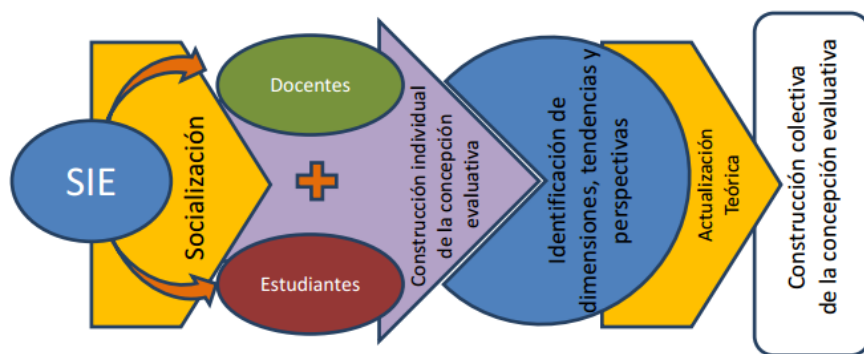 SIE
Socialización
Docentes
Estudiantes
Construcción individual
de la concepción
evaluativa
Identificación de
dimensiones, tendencias y
perspectivas
Actualización
Teórica
Construcción colectiva
de la concepción evaluativa